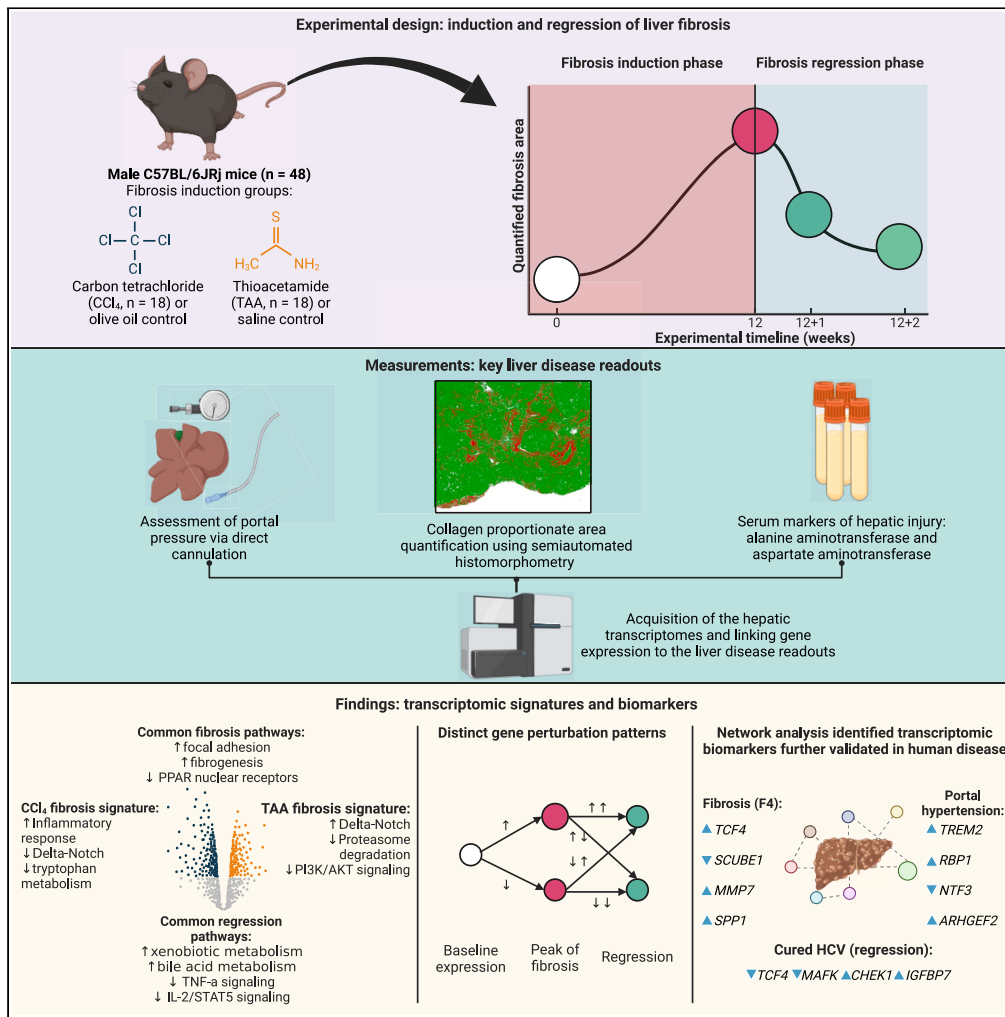 Experimental design: induction and regression of liver fibrosis
Male C57BL/6JRj mice (n = 48)
Fibrosis induction groups:
Cl
Cl C Cl
Cl
Carbon tetrachloride
(CCl₄, n = 18) or
olive oil control
S
H₃C NH₂
Thioacetamide
(TAA, n = 18) or
saline control
Fibrosis induction phase
Fibrosis regression phase
Quantified fibrosis area
0 12 12+1 12+2
Experimental timeline (weeks)
Measurements: key liver disease readouts
Assessment of portal
pressure via direct
cannulation
Collagen proportionate area
quantification using semiautomated
histomorphometry
Serum markers of hepatic injury:
alanine aminotransferase and
aspartate aminotransferase
Acquisition of the hepatic
transcriptomes and linking gene
expression to the liver disease readouts
Findings: transcriptomic signatures and biomarkers
Common fibrosis pathways:
↑focal adhesion
↑fibrogenesis
↓ PPAR nuclear receptors
CCl₄ fibrosis signature:
↑Inflammatory
response
↓Delta-Notch
↓tryptophan
metabolism
TAA fibrosis signature:
↑Delta-Notch
↓Proteasome
degradation
↓PI3K/AKT signaling
Common regression
pathways:
↑xenobiotic metabolism
↑bile acid metabolism
↓ TNF-a signaling
↓ IL-2/STAT5 signaling
Distinct gene perturbation patterns
↑
↓
↑↑
↑↓
↓↑
↓↓
Baseline
expression
Peak of
fibrosis
Regression
Network analysis identified transcriptomic
biomarkers further validated in human disease
Fibrosis (F4):
▲TCF4
▼SCUBE1
▲MMP7
▲SPP1
Portal
hypertension:
▲TREM2
▲RBP1
▼NTF3
▲ARHGEF2
Cured HCV (regression):
▼TCF4 ▼MAFK ▲CHEK1 ▲IGFBP7